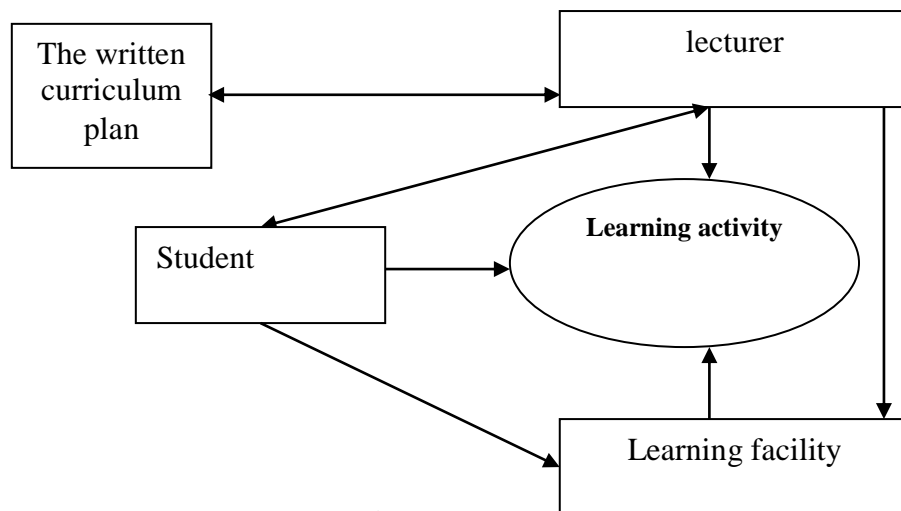 The written
curriculum
plan
lecturer
Student
Learning activity
Learning facility